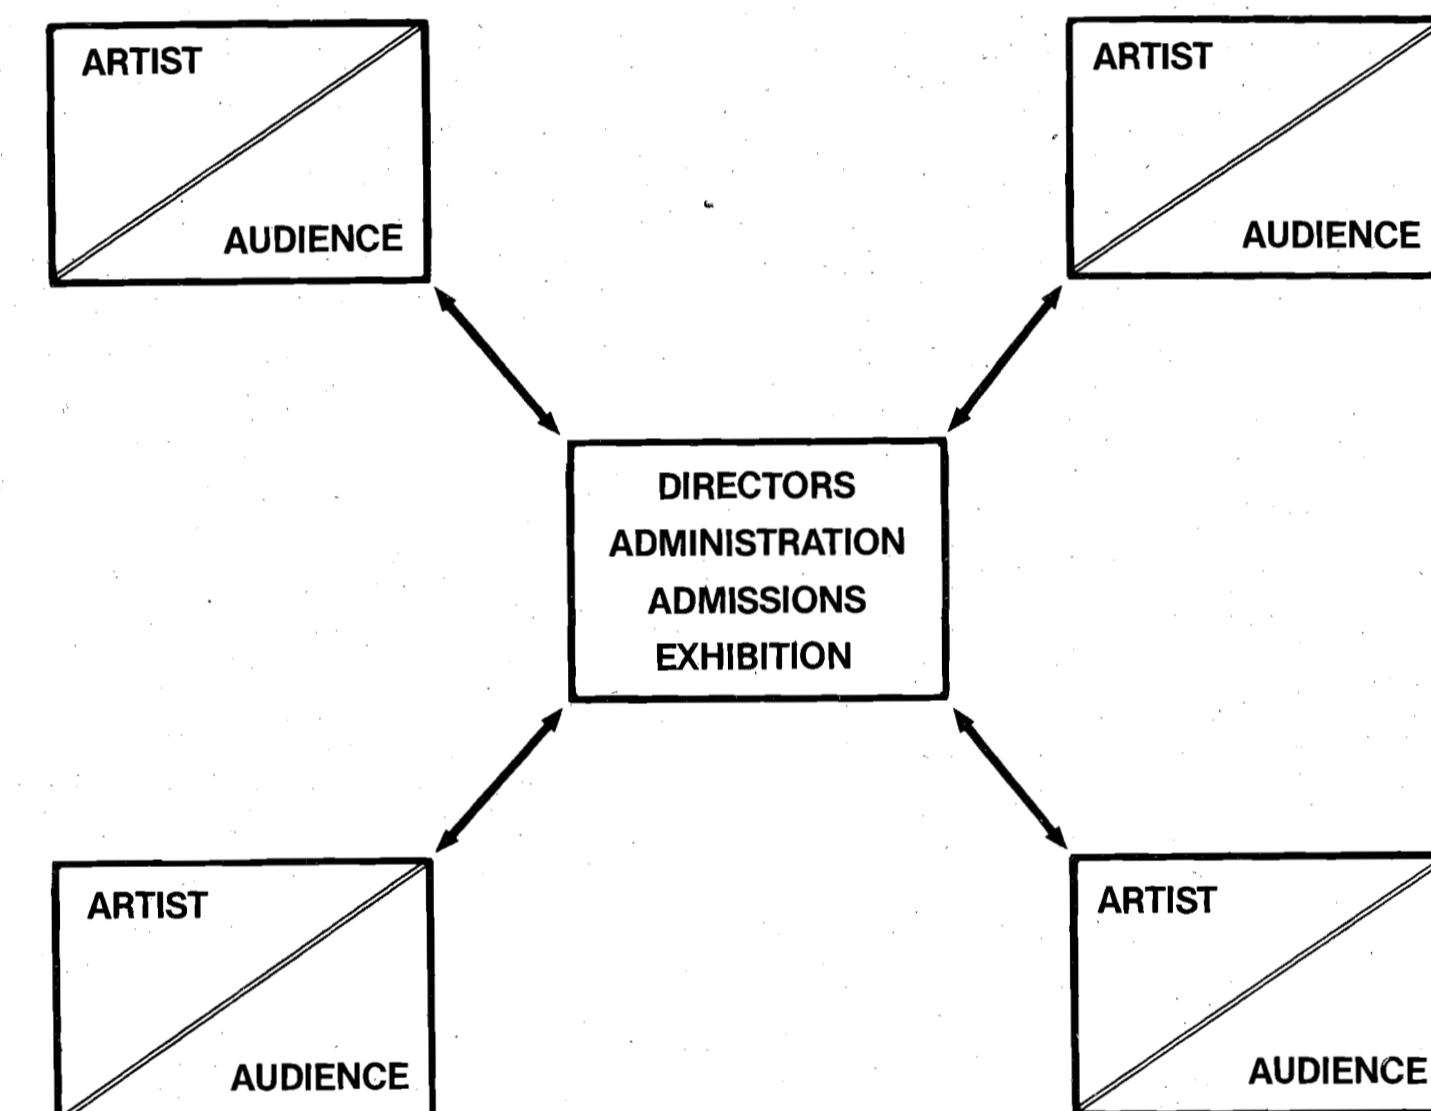 ARTIST
AUDIENCE
ARTIST
AUDIENCE
DIRECTORS
ADMINISTRATION
ADMISSIONS
EXHIBITION
ARTIST
AUDIENCE
ARTIST
AUDIENCE